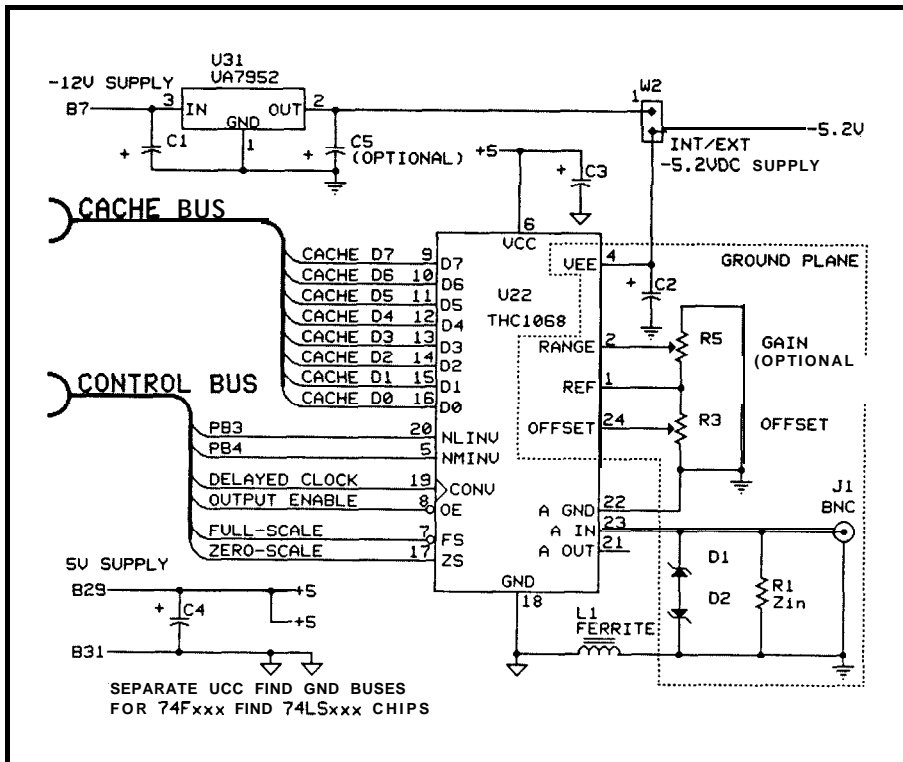 U31
UA7952
-12V SUPPLY
B7
3
IN
OUT
2
GND
1
+
C1
+
C5
(OPTIONAL)
W2
1
-5.2V
INT/EXT
-5.2VDC SUPPLY
+5
+
C3
CACHE BUS
6
VCC
CACHE D7 9 D7
CACHE D6 10 D6
CACHE D5 11 D5
CACHE D4 12 D4
CACHE D3 13 D3
CACHE D2 14 D2
CACHE D1 15 D1
CACHE D0 16 D0
VEE 4
GROUND PLANE
U22
THC1068
+
C2
RANGE 2
R5
GAIN
(OPTIONAL
REF 1
OFFSET 24
R3
OFFSET
CONTROL BUS
PB3 20 NLINV
PB4 5 NMINV
DELAYED CLOCK 19 CONV
OUTPUT ENABLE 8 OE
FULL-SCALE 7 FS
ZERO-SCALE 17 ZS
A GND 22
A IN 23
A OUT 21
J1
BNC
GND
18
D1
D2
R1
Zin
L1
FERRITE
5V SUPPLY
B29
+5
+
C4
+5
B31
SEPARATE UCC FIND GND BUSES
FOR 74Fxxx FIND 74LSxxx CHIPS